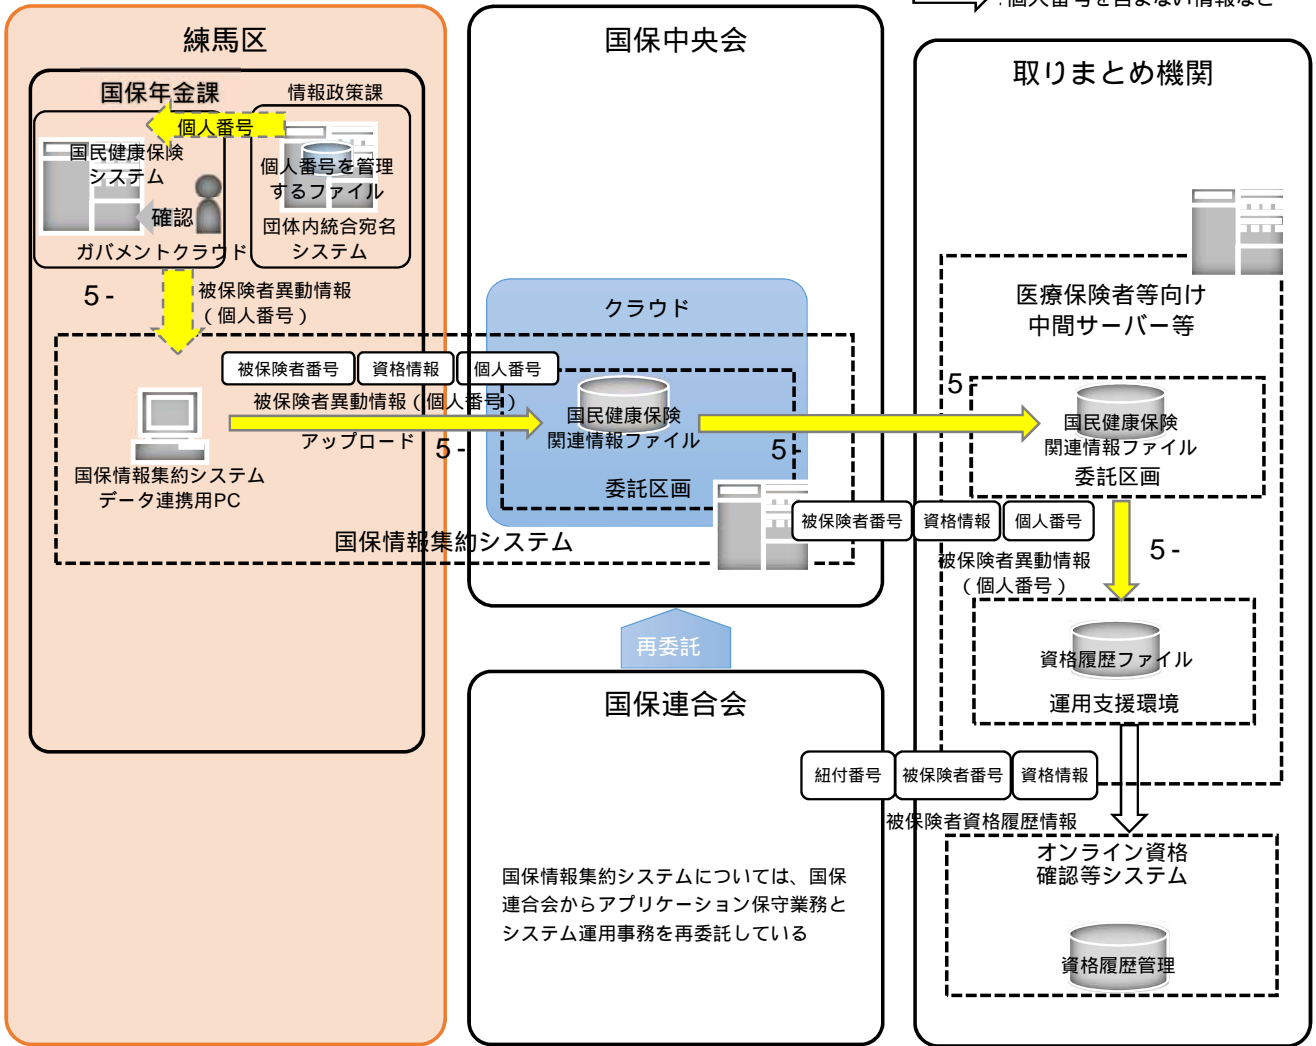 :個人番号を含まない情報など
練馬区
国保年金課
情報政策課
個人番号
国民健康保険
システム
確認
ガバメントクラウド
個人番号を管理
するファイル
団体内統合宛名
システム
5-
被保険者異動情報
(個人番号)
被保険者番号
資格情報
個人番号
被保険者異動情報(個人番号)
アップロード
5-
国保情報集約システム
データ連携用PC
国保情報集約システム
国保中央会
クラウド
国民健康保険
関連情報ファイル
委託区画
5-
再委託
国保連合会
国保情報集約システムについては、国保
連合会からアプリケーション保守業務と
システム運用事務を再委託している
取りまとめ機関
医療保険者等向け
中間サーバー等
5-
国民健康保険
関連情報ファイル
委託区画
被保険者番号
資格情報
個人番号
被保険者異動情報
(個人番号)
5-
資格履歴ファイル
運用支援環境
紐付番号
被保険者番号
資格情報
被保険者資格履歴情報
オンライン資格
確認等システム
資格履歴管理